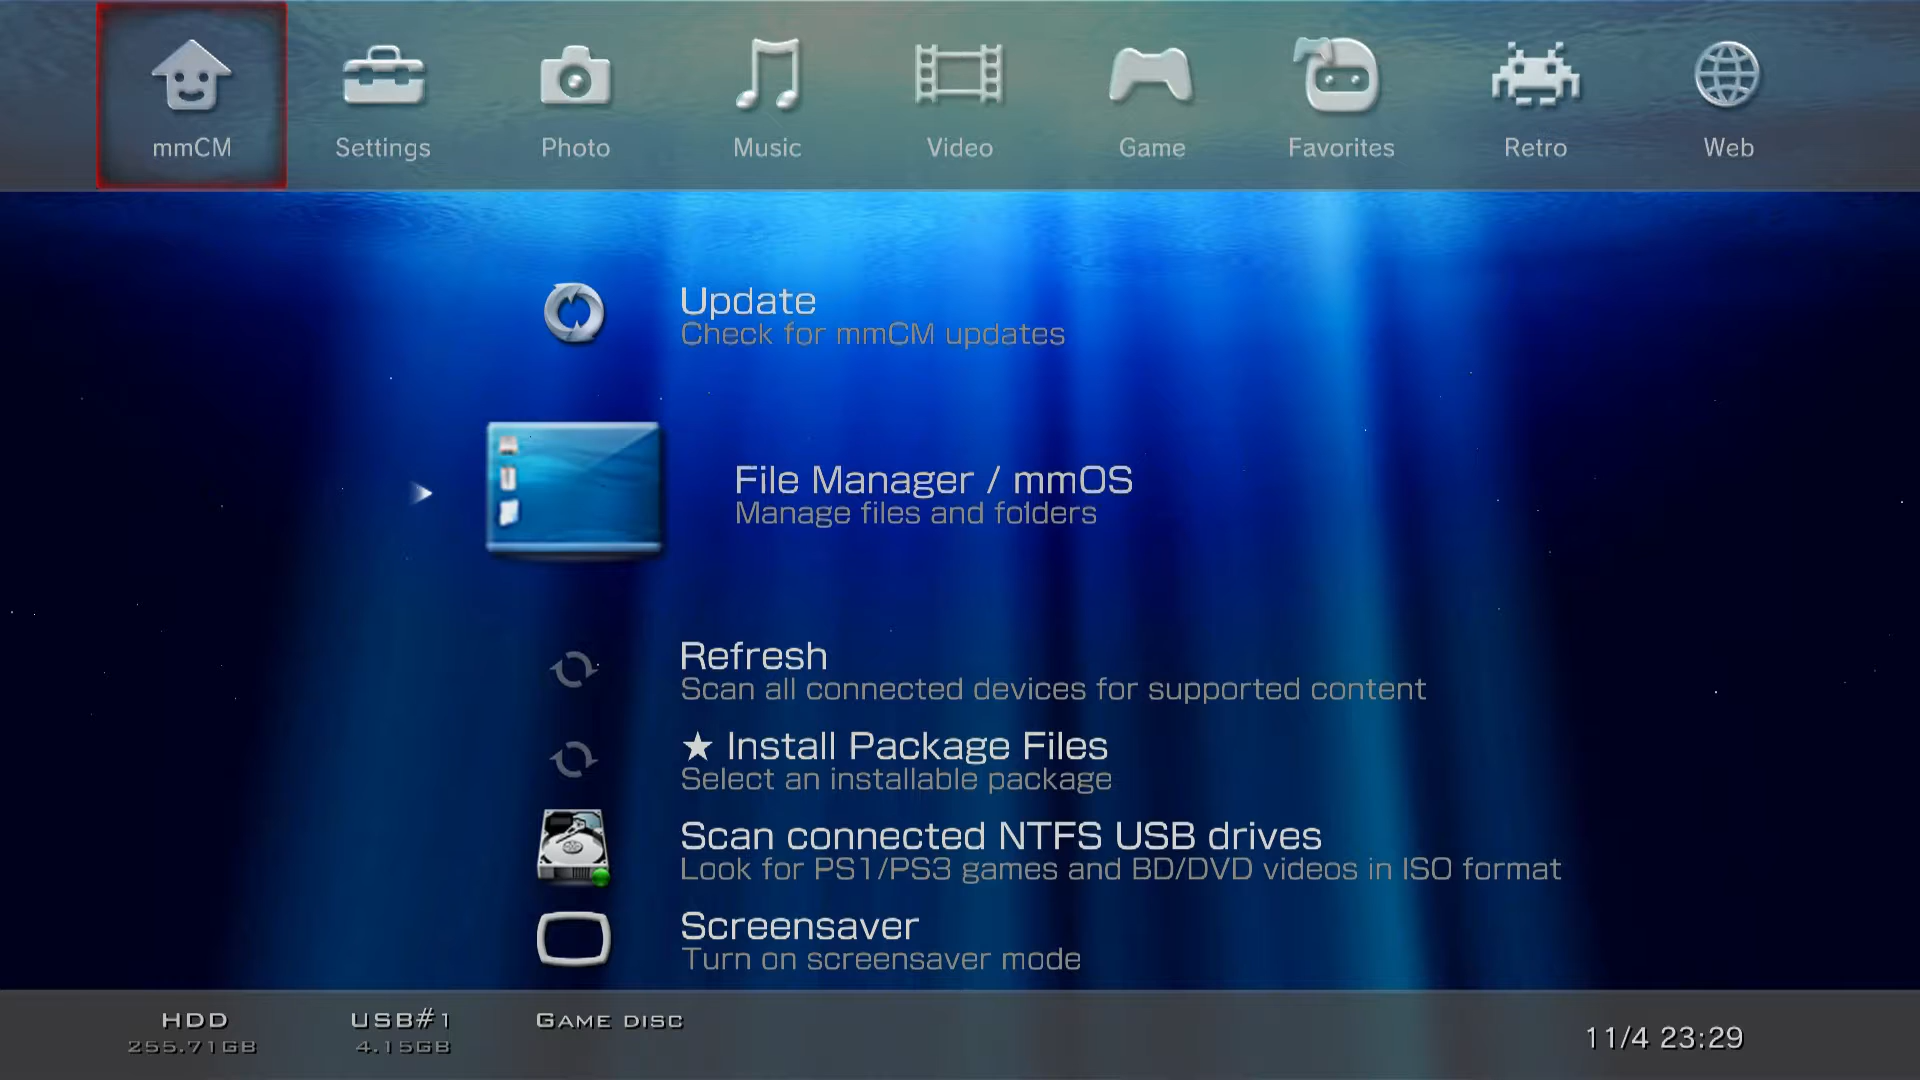 mmCM Settings Photo Music Video Game Favorites Retro Web
Update
Check for mmCM updates
File Manager / mmOS
Manage files and folders
Refresh
Scan all connected devices for supported content
★ Install Package Files
Select an installable package
Scan connected NTFS USB drives
Look for PS1/PS3 games and BD/DVD videos in ISO format
Screensaver
Turn on screensaver mode
HDD USB#1 GAME DISC
255.71GB 4.15GB
11/4 23:29